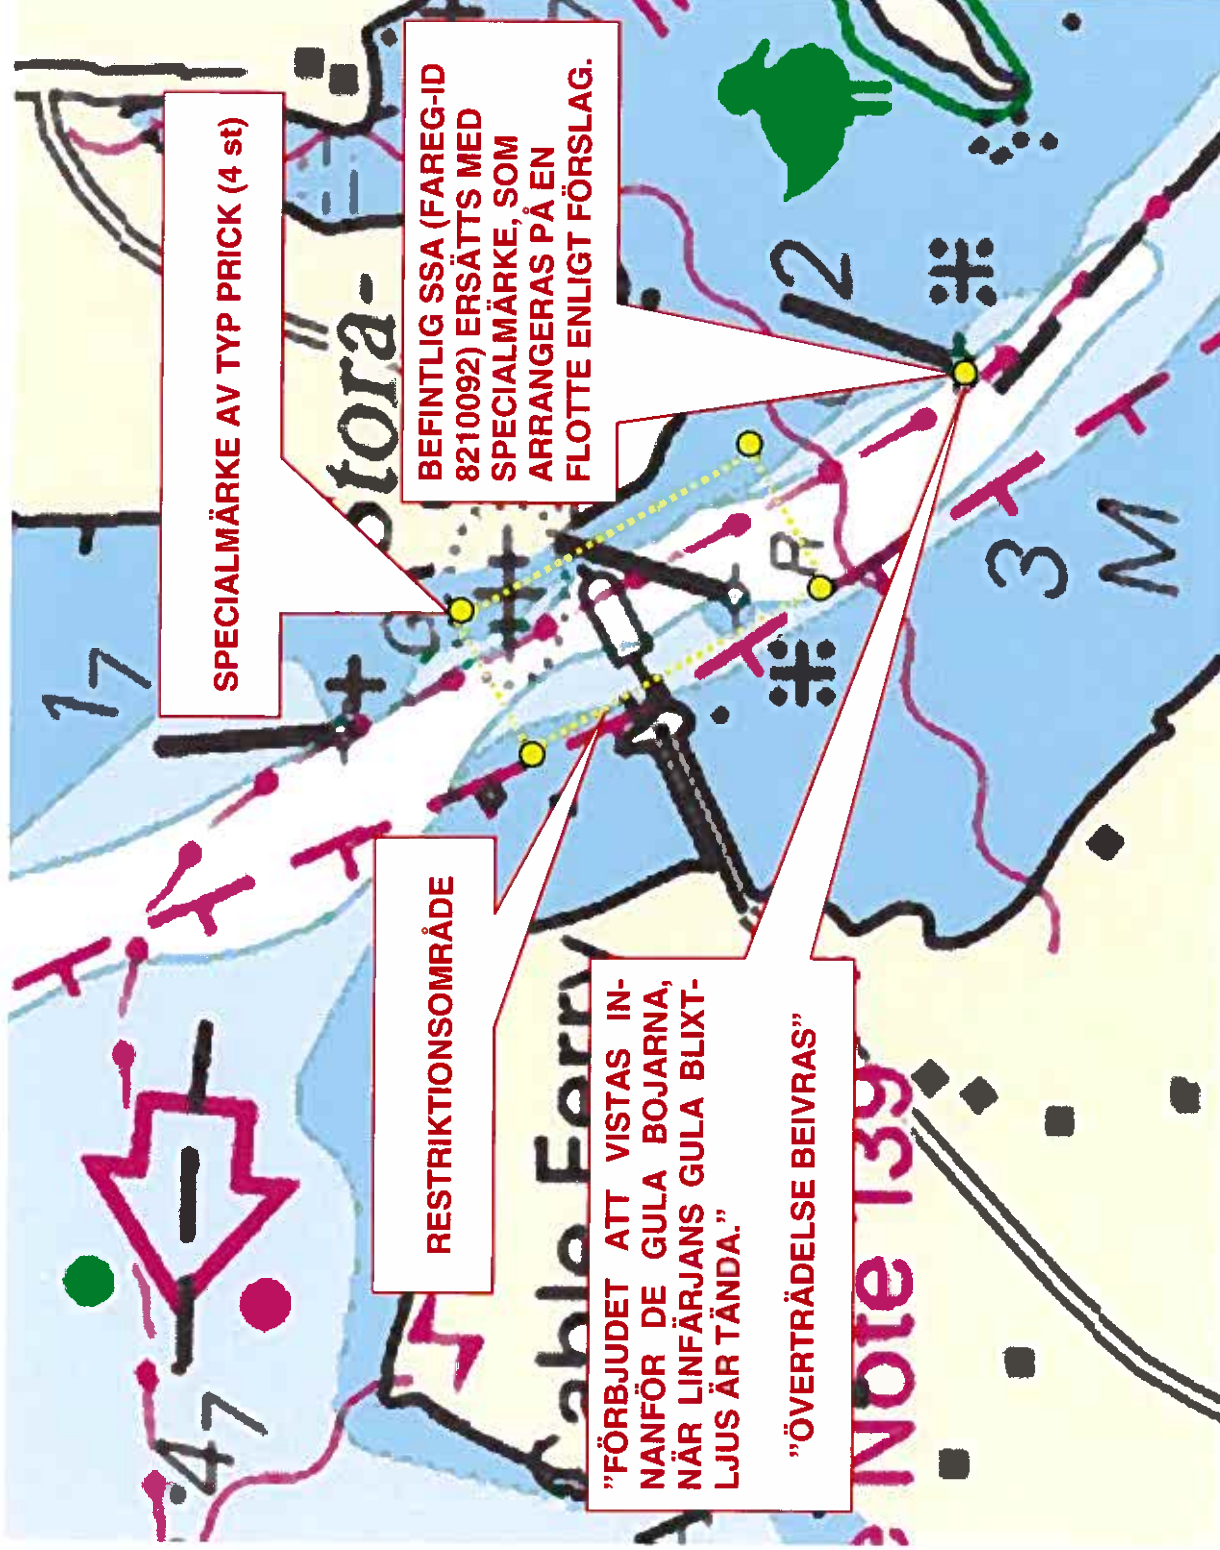 SPECIALMÄRKE AV TYP PRICK (4 st)
BEFINTLIG SSA (FAREG-ID
8210092) ERSÄTTS MED
SPECIALMÄRKE, SOM
ARRANGERAS PÅ EN
FLOTTE ENLIGT FÖRSLAG.
RESTRIKTIONSOMRÅDE
”FÖRBJUDET ATT VISTAS IN-
NANFÖR DE GULA BOJARNA,
NÄR LINFÄRJANS GULA BLIXT-
LJUS ÄR TÄNDA.”
”ÖVERTRÄDELSE BEIVRAS”
Stora-
Cable Ferry
Note 139
17
47
2
3
M
R
G